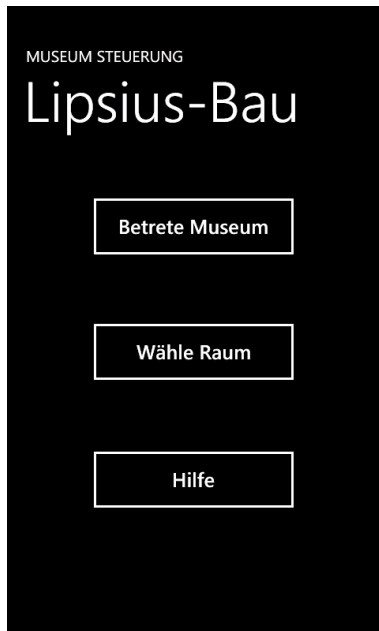 MUSEUM STEUERUNG
Lipsius-Bau
Betrete Museum
Wähle Raum
Hilfe